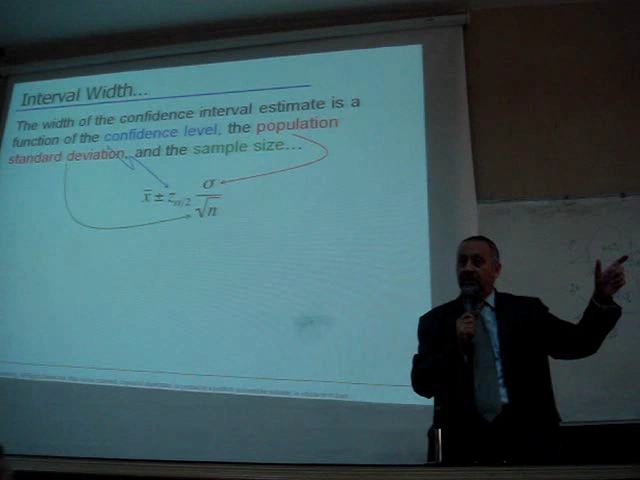 Interval Width...
The width of the confidence interval estimate is a
function of the confidence level, the population
standard deviation, and the sample size...
x̄ ± z_{α/2} σ/√n